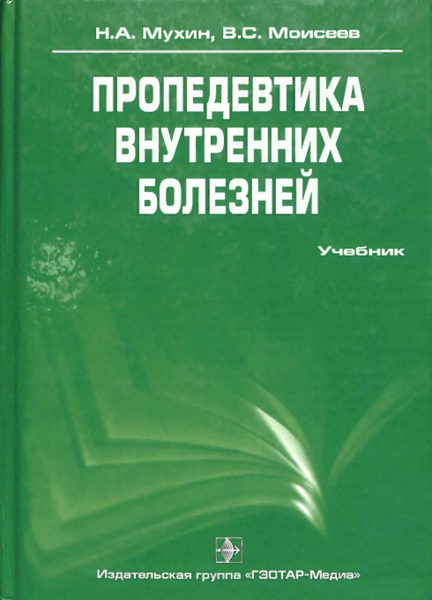 Н.А. Мухин, В.С. Моисеев
ПРОПЕДЕВТИКА
ВНУТРЕННИХ
БОЛЕЗНЕЙ
Учебник
Издательская группа «ГЭОТАР-Медиа»